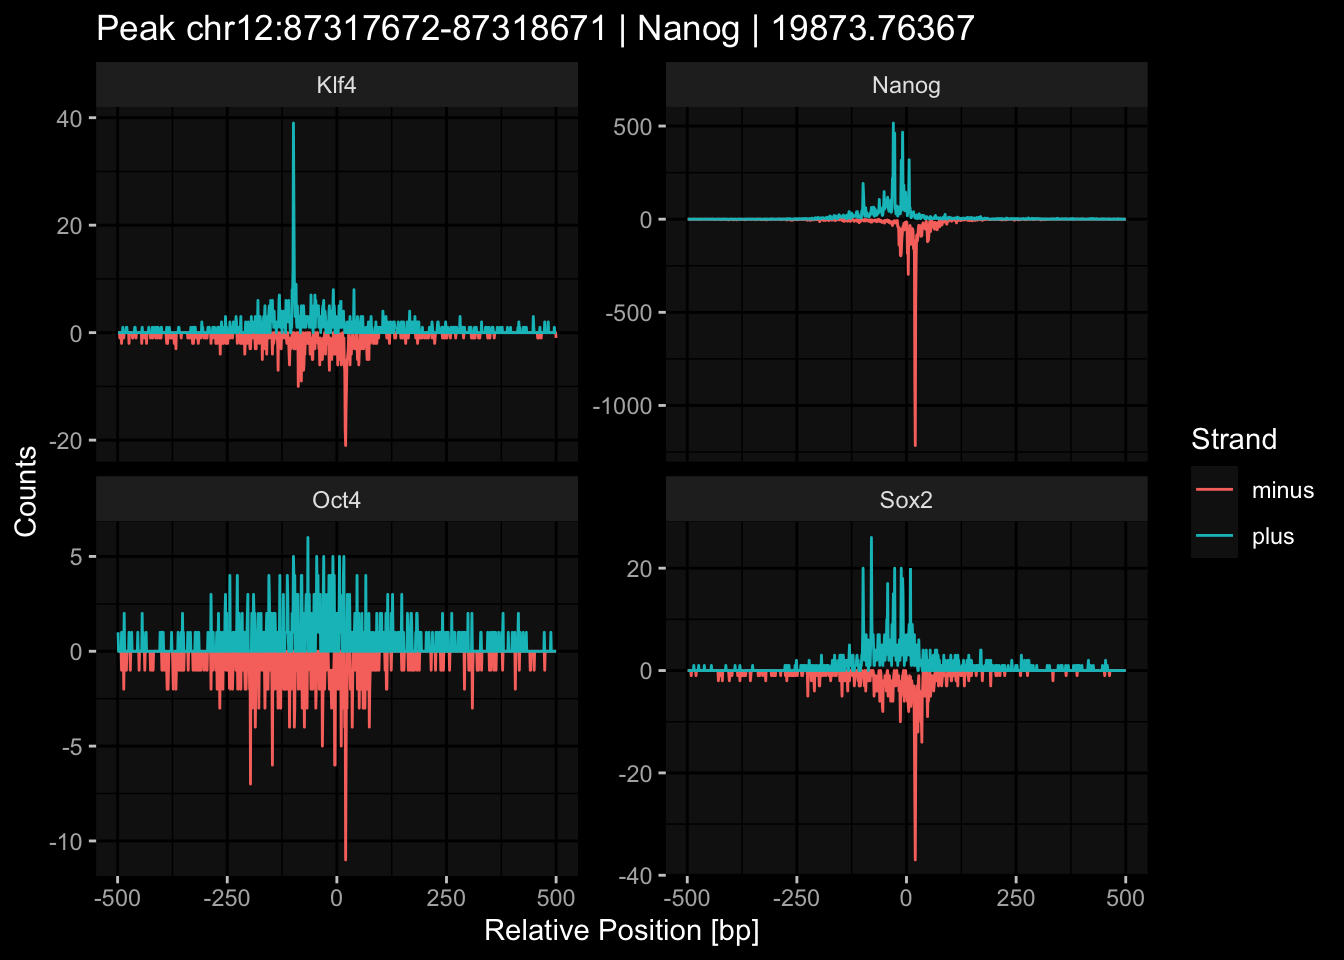 Peak chr12:87317672-87318671 | Nanog | 19873.76367
Klf4
Nanog
40
20
0
-20
500
0
-500
-1000
Counts
Oct4
Sox2
5
0
-5
-10
20
0
-20
-40
-500 -250 0 250 500
-500 -250 0 250 500
Relative Position [bp]
Strand
minus
plus